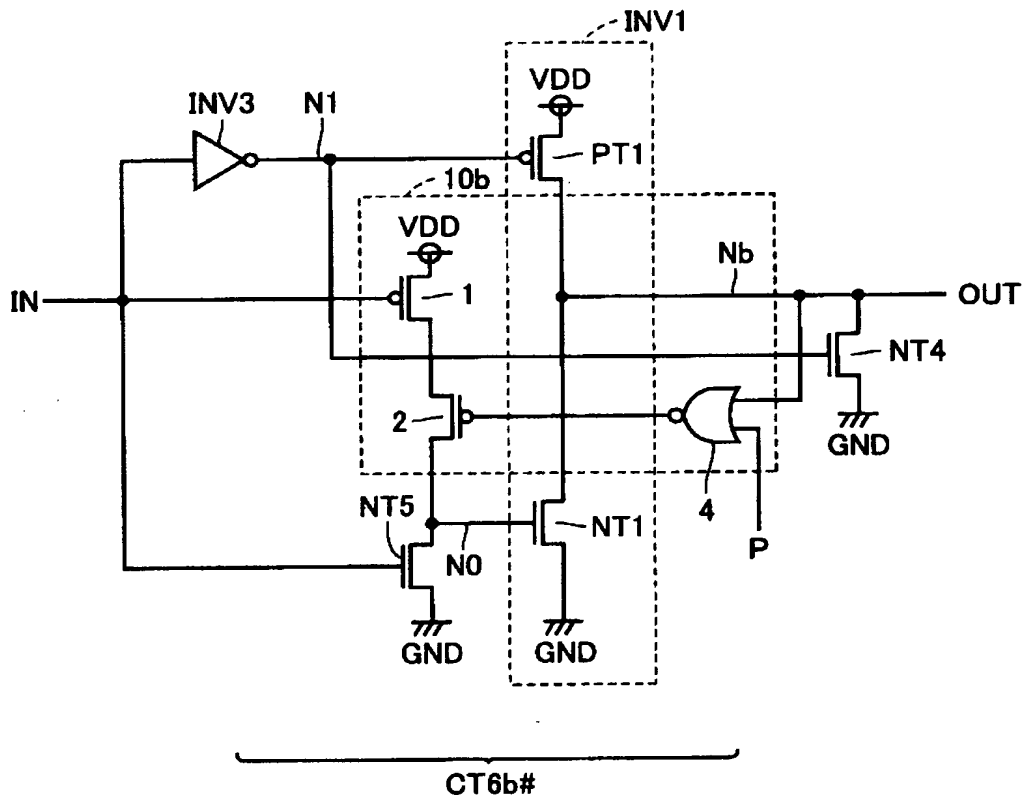 INV1
VDD
INV3
N1
PT1
10b
VDD
Nb
IN
1
OUT
NT4
2
GND
4
NT5
NT1
N0
P
GND
GND
CT6b#